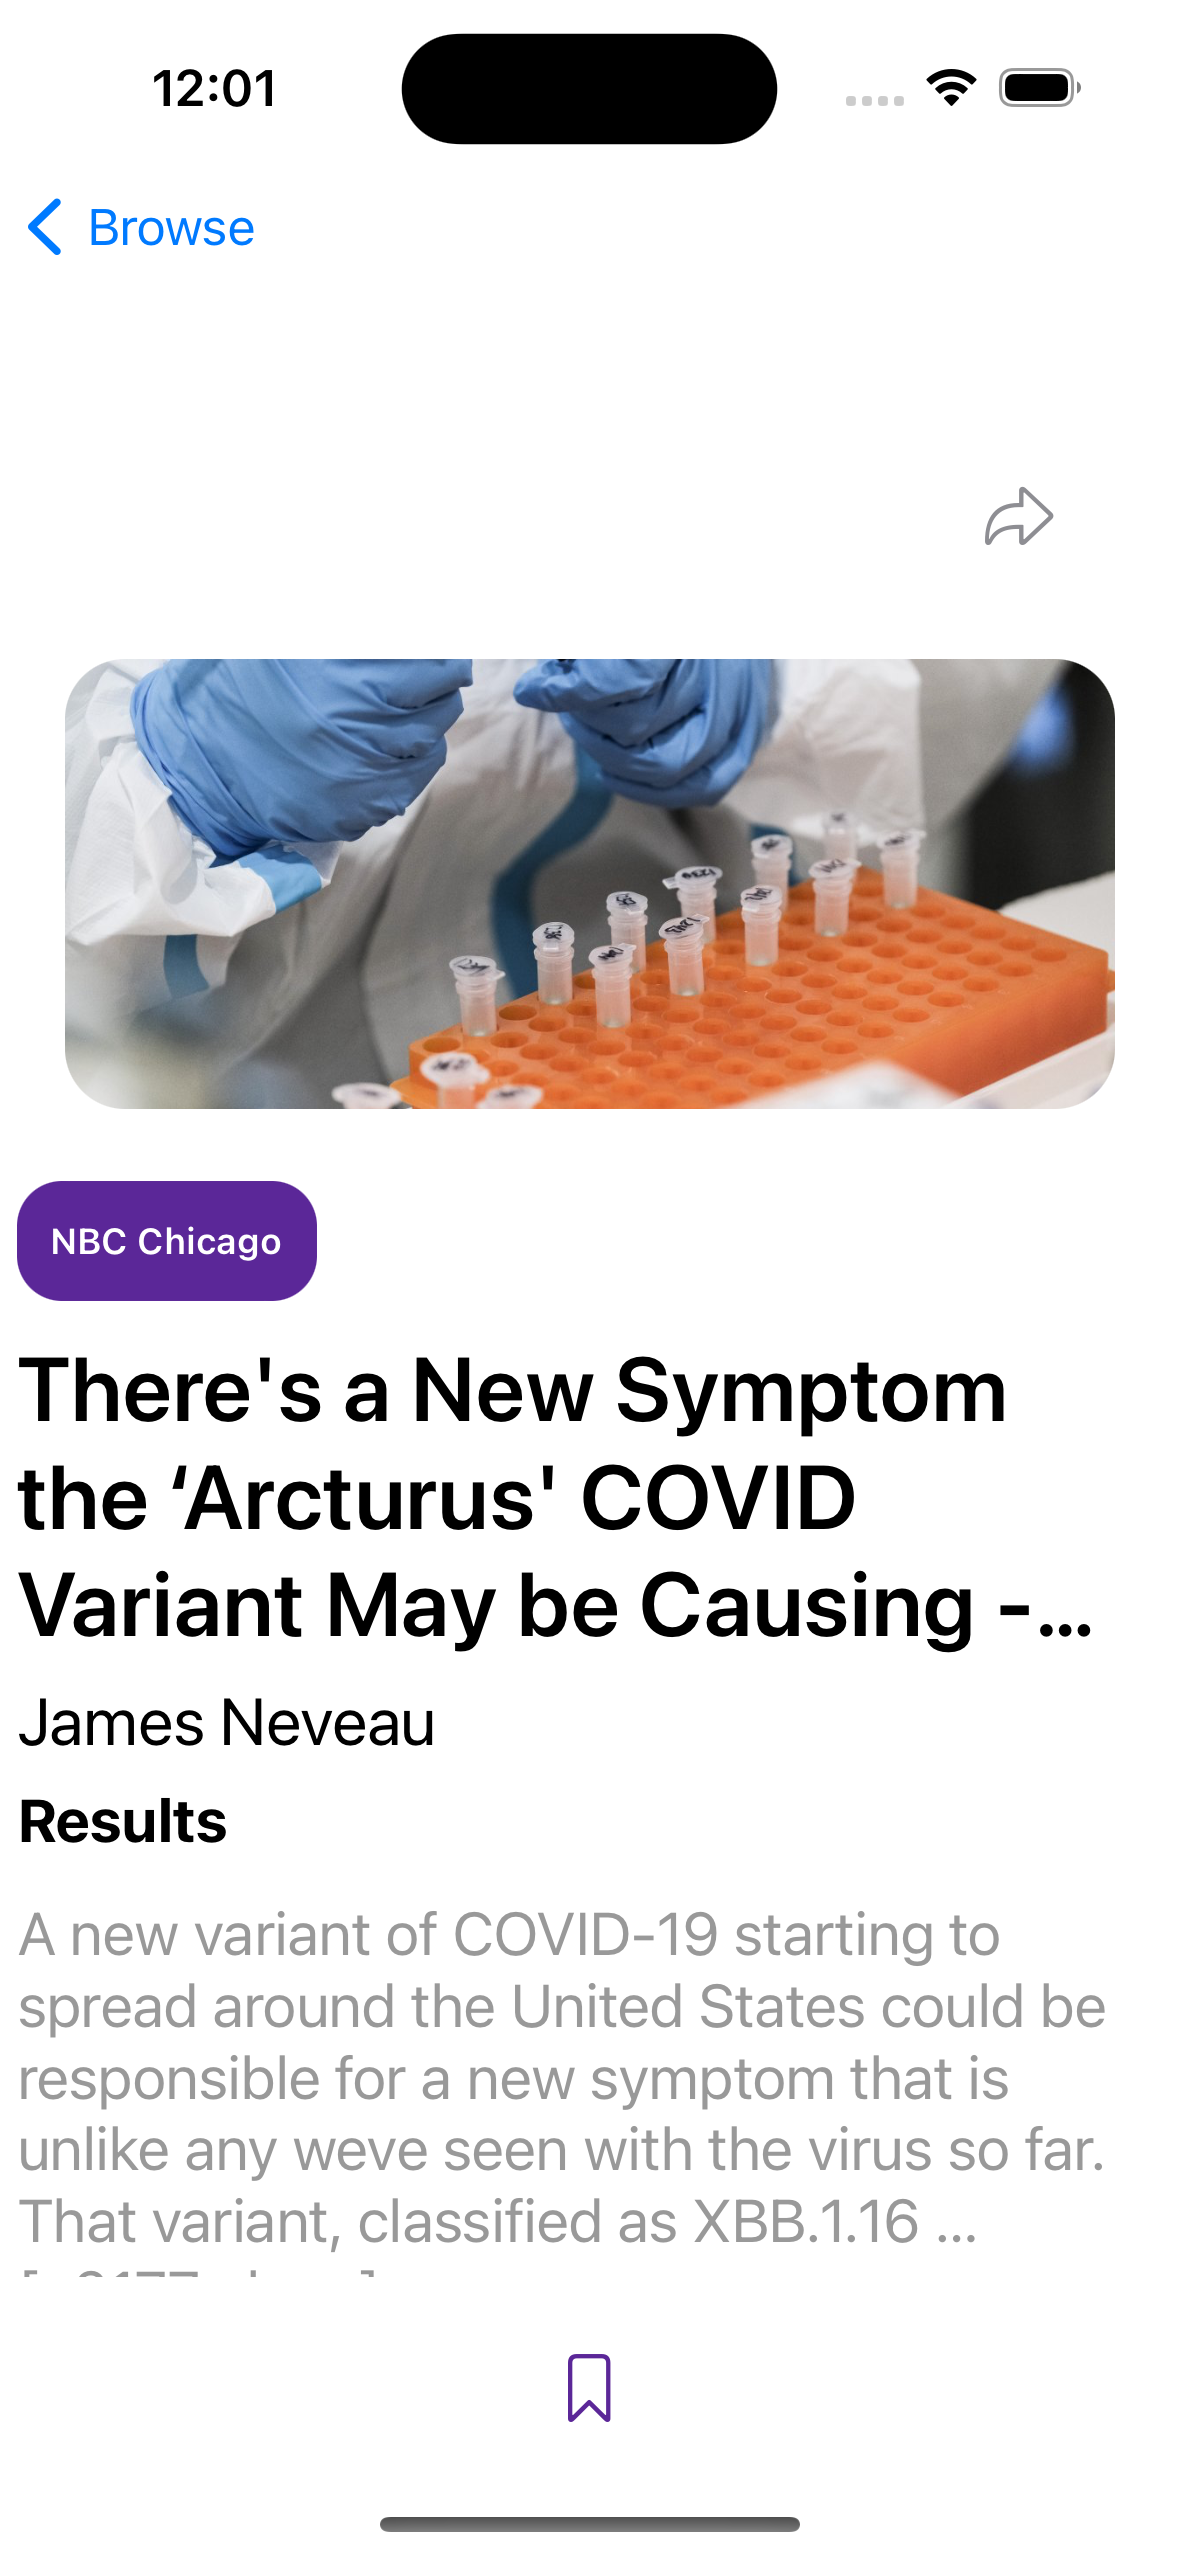 12:01
Browse
NBC Chicago
There's a New Symptom
the ‘Arcturus' COVID
Variant May be Causing -...
James Neveau
Results
A new variant of COVID-19 starting to
spread around the United States could be
responsible for a new symptom that is
unlike any weve seen with the virus so far.
That variant, classified as XBB.1.16 …